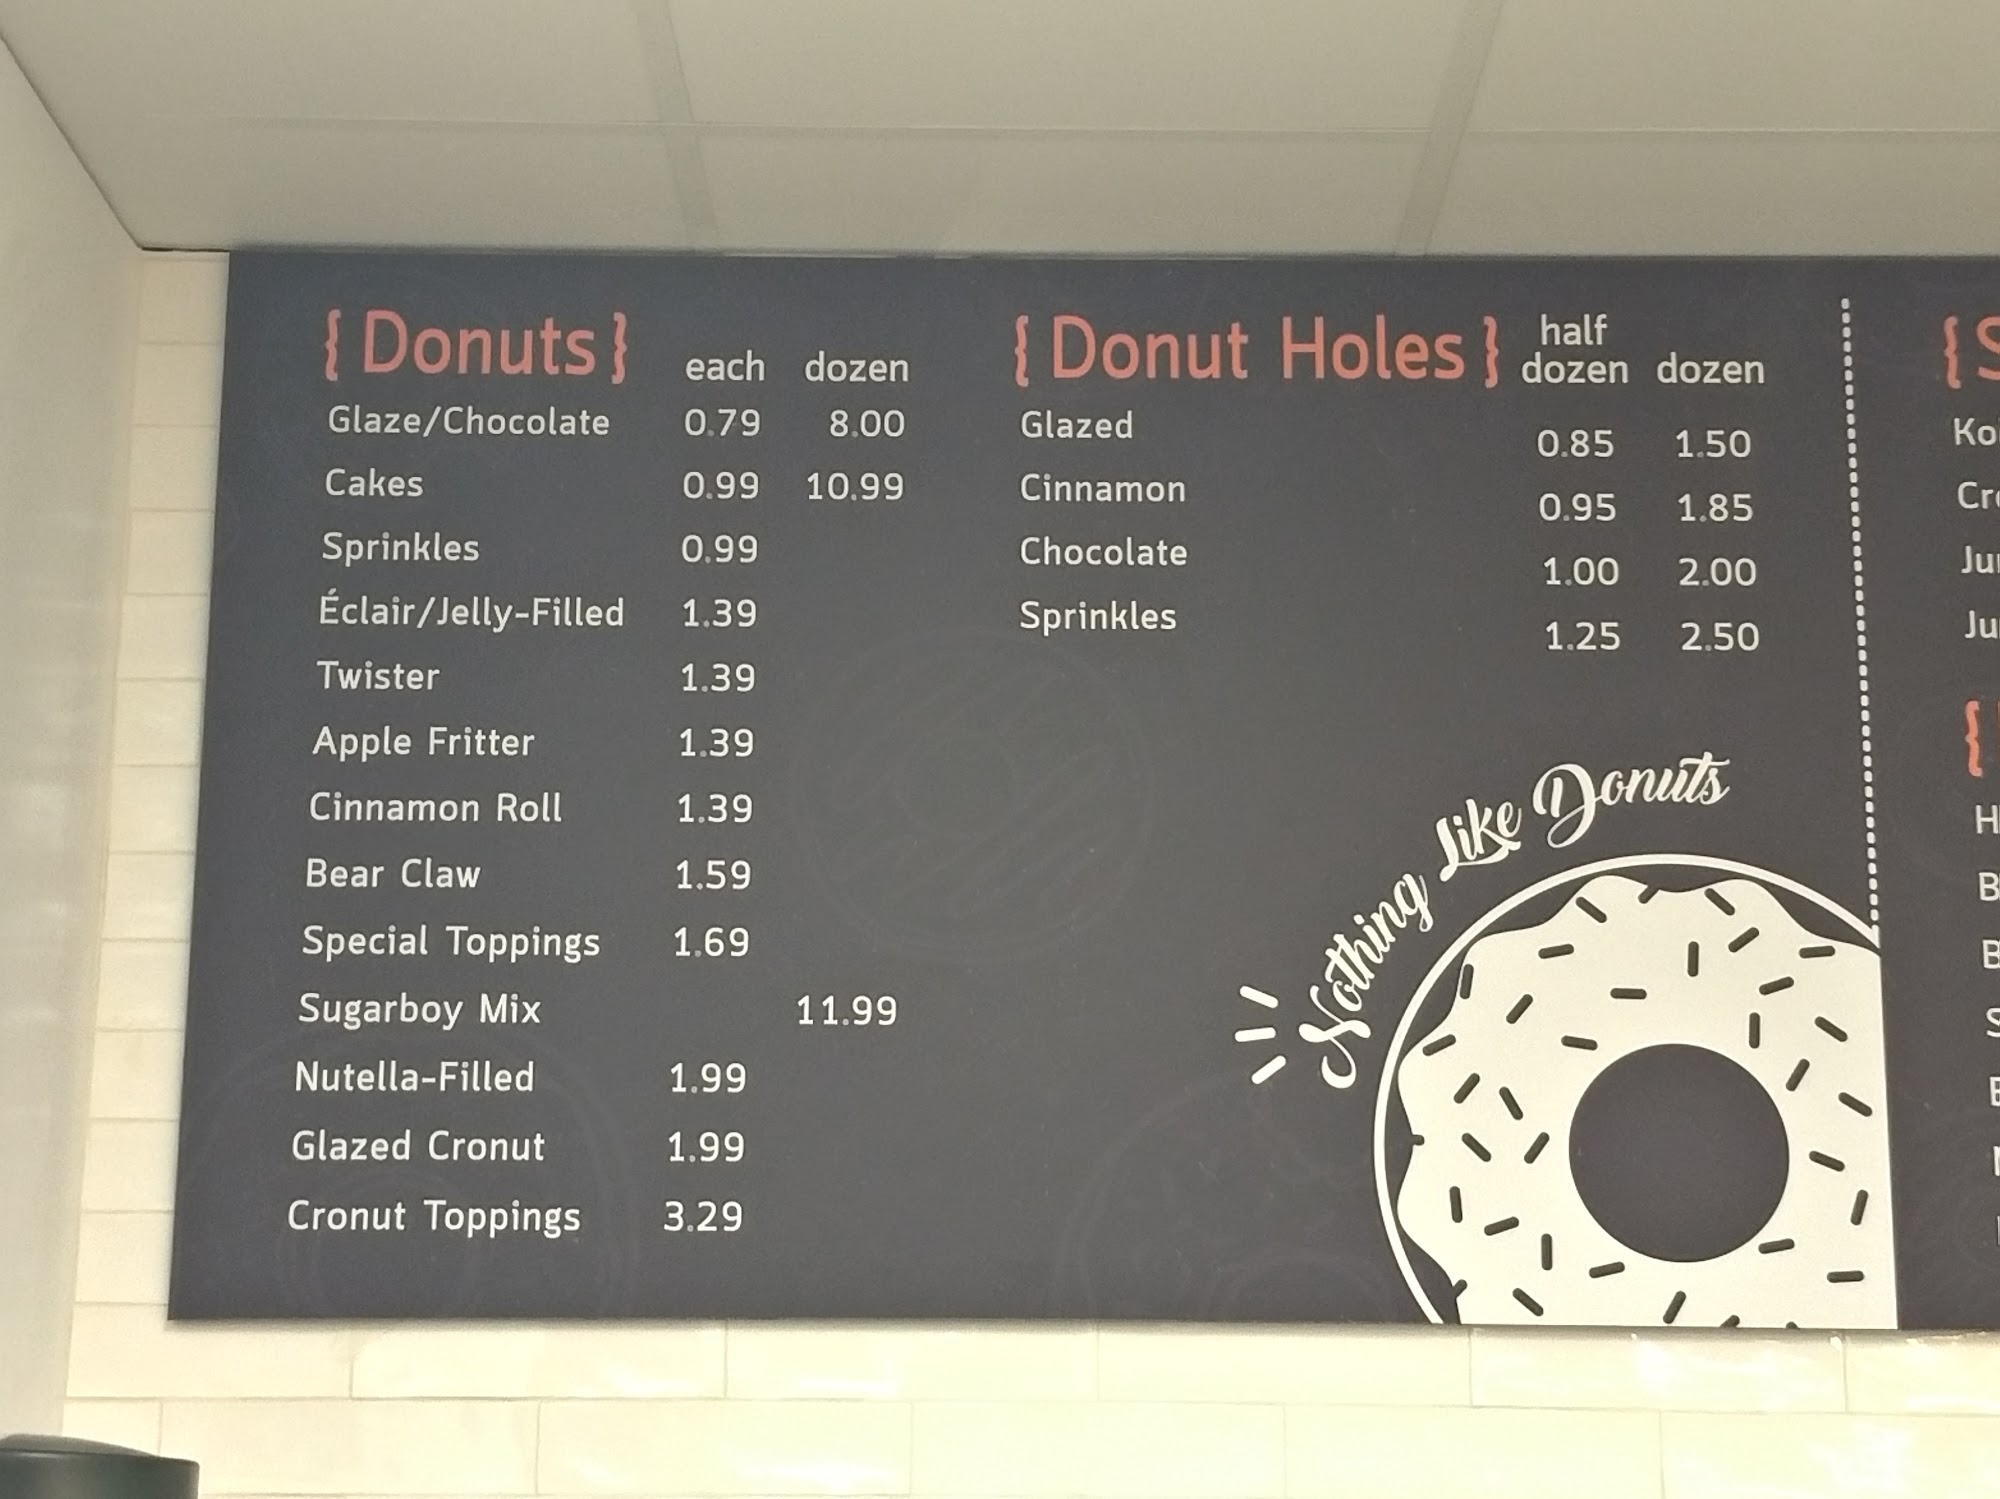 { Donuts } each dozen
Glaze/Chocolate 0.79 8.00
Cakes 0.99 10.99
Sprinkles 0.99
Éclair/Jelly-Filled 1.39
Twister 1.39
Apple Fritter 1.39
Cinnamon Roll 1.39
Bear Claw 1.59
Special Toppings 1.69
Sugarboy Mix 11.99
Nutella-Filled 1.99
Glazed Cronut 1.99
Cronut Toppings 3.29
{ Donut Holes } half dozen dozen
Glazed 0.85 1.50
Cinnamon 0.95 1.85
Chocolate 1.00 2.00
Sprinkles 1.25 2.50
Nothing Like Donuts